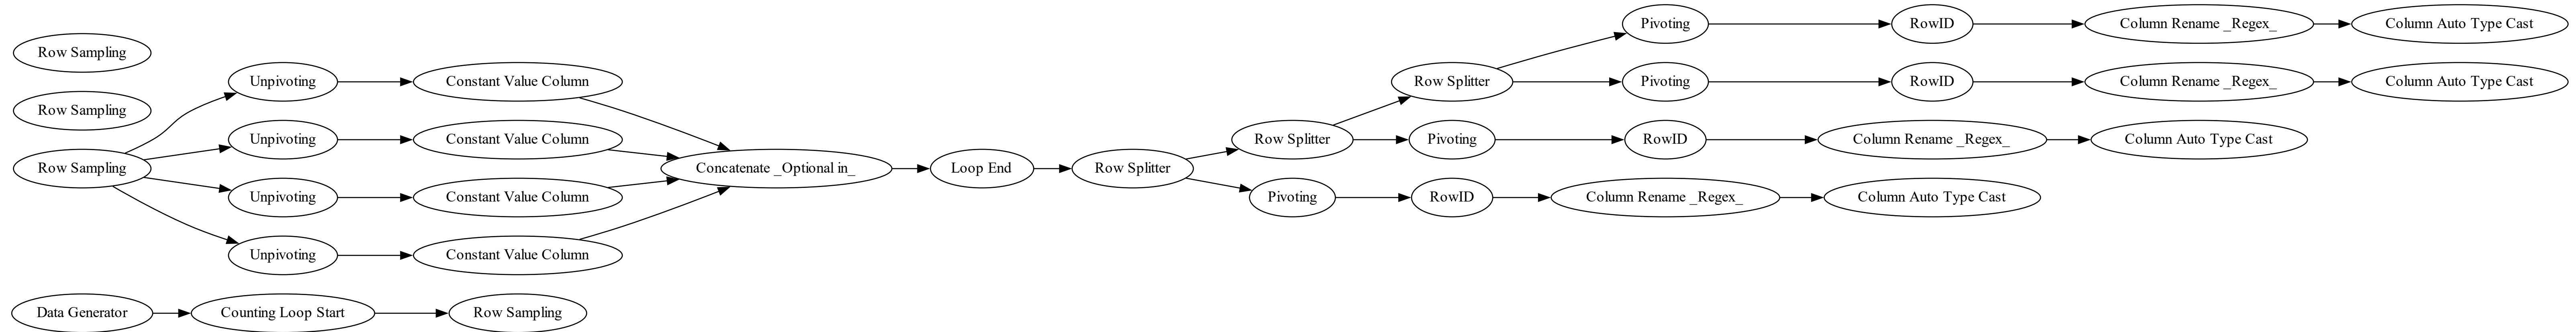 Pivoting
RowID
Column Rename _Regex_
Column Auto Type Cast
Row Sampling
Unpivoting
Constant Value Column
Row Splitter
Pivoting
RowID
Column Rename _Regex_
Column Auto Type Cast
Row Sampling
Unpivoting
Constant Value Column
Row Splitter
Pivoting
RowID
Column Rename _Regex_
Column Auto Type Cast
Row Sampling
Concatenate _Optional in_
Loop End
Row Splitter
Unpivoting
Constant Value Column
Pivoting
RowID
Column Rename _Regex_
Column Auto Type Cast
Unpivoting
Constant Value Column
Data Generator
Counting Loop Start
Row Sampling